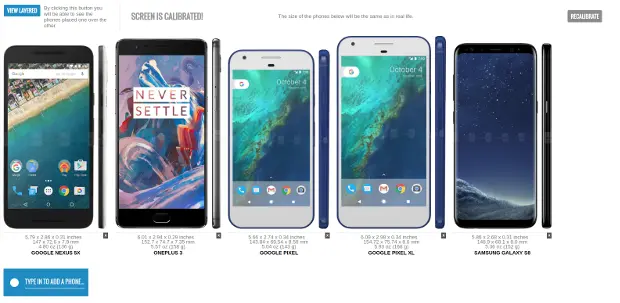 VIEW LAYERED
By clicking this button you
will be able to see the
phones placed one over the
other
SCREEN IS CALIBRATED!
The size of the phones below will be the same as in real life.
RECALIBRATE
Google
NEVER
SETTLE
October 4
October 4
5.79 x 2.86 x 0.31 inches
147 x 72.6 x 7.9 mm
4.80 oz (136 g)
GOOGLE NEXUS 5X
6.01 x 2.94 x 0.29 inches
152.7 x 74.7 x 7.35 mm
5.57 oz (158 g)
ONEPLUS 3
5.66 x 2.74 x 0.34 inches
143.84 x 69.54 x 8.58 mm
5.04 oz (143 g)
GOOGLE PIXEL
6.09 x 2.98 x 0.34 inches
154.72 x 75.74 x 8.6 mm
5.93 oz (168 g)
GOOGLE PIXEL XL
5.86 x 2.68 x 0.31 inches
148.9 x 68.1 x 8.0 mm
5.36 oz (152 g)
SAMSUNG GALAXY S8
TYPE IN TO ADD A PHONE...